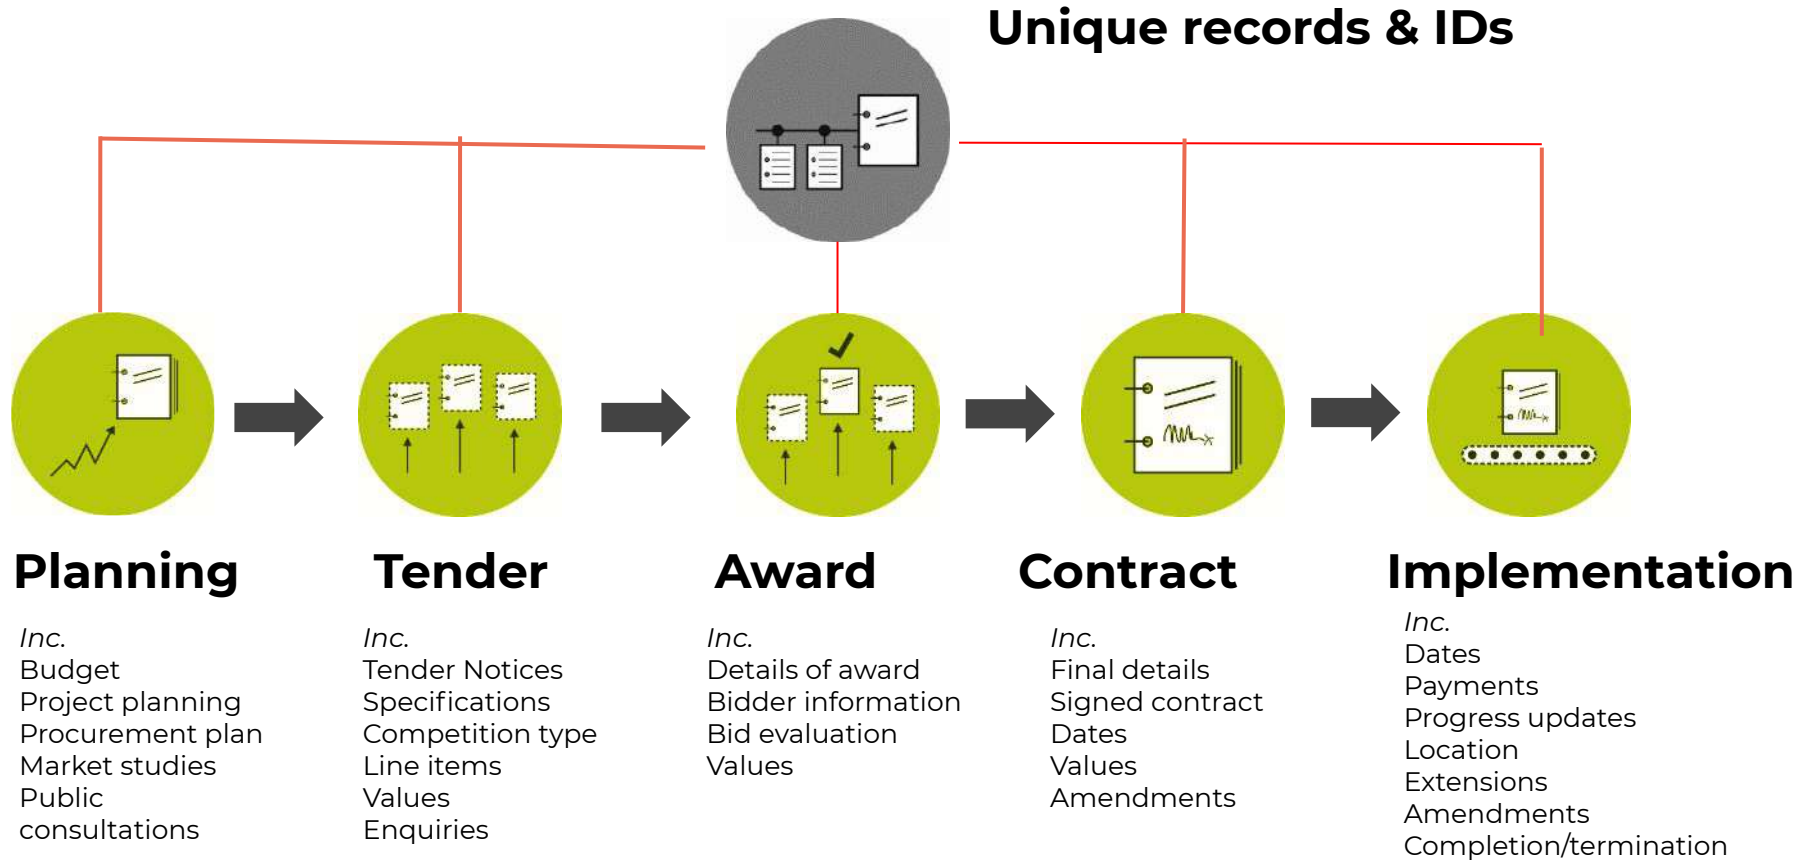 Unique records & IDs
Planning
Inc.
Budget
Project planning
Procurement plan
Market studies
Public
consultations
Tender
Inc.
Tender Notices
Specifications
Competition type
Line items
Values
Enquiries
Award
Inc.
Details of award
Bidder information
Bid evaluation
Values
Contract
Inc.
Final details
Signed contract
Dates
Values
Amendments
Implementation
Inc.
Dates
Payments
Progress updates
Location
Extensions
Amendments
Completion/termination